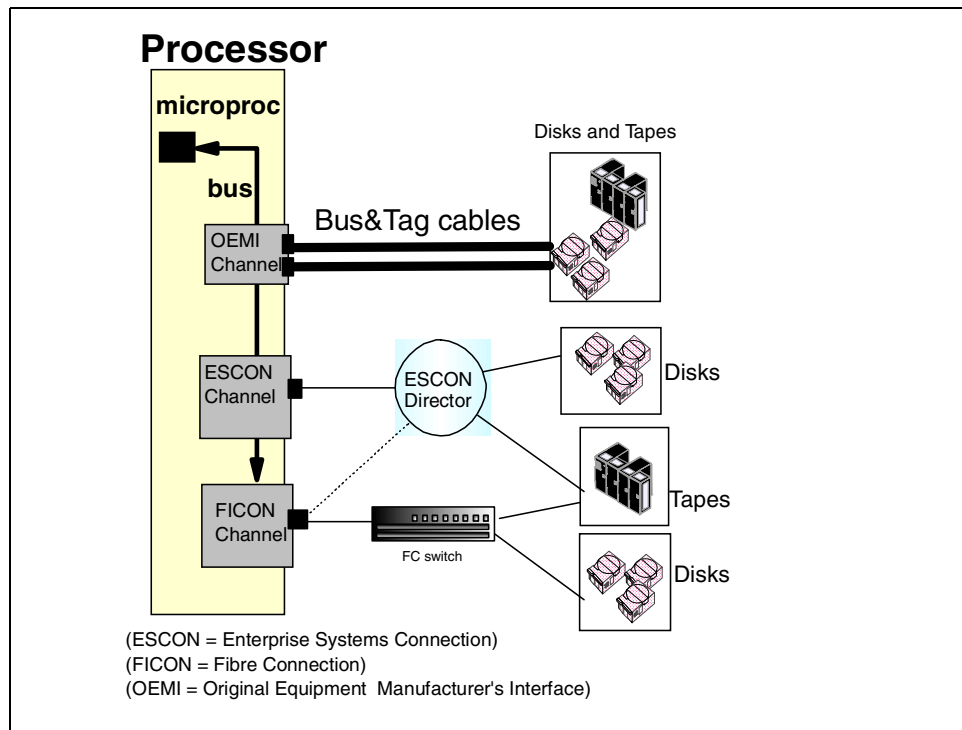 Processor
microproc
bus
OEMI
Channel
Bus&Tag cables
Disks and Tapes
ESCON
Channel
ESCON
Director
Disks
FICON
Channel
FC switch
Tapes
Disks
(ESCON = Enterprise Systems Connection)
(FICON = Fibre Connection)
(OEMI = Original Equipment Manufacturer's Interface)